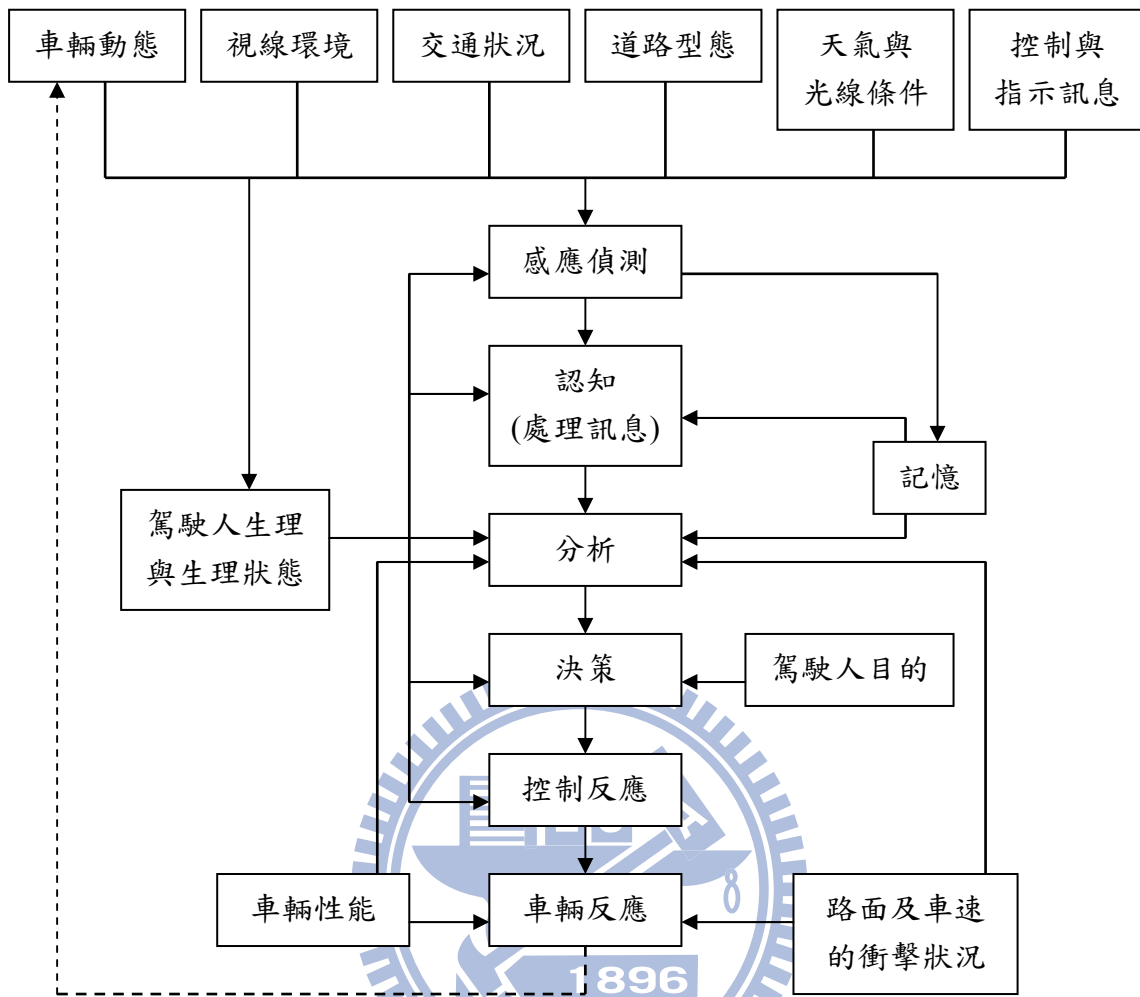 車輛動態
視線環境
交通狀況
道路型態
天氣與
光線條件
控制與
指示訊息
感應偵測
認知
(處理訊息)
記憶
駕駛人生理
與生理狀態
分析
決策
駕駛人目的
控制反應
車輛性能
車輛反應
路面及車速
的衝擊狀況
1896